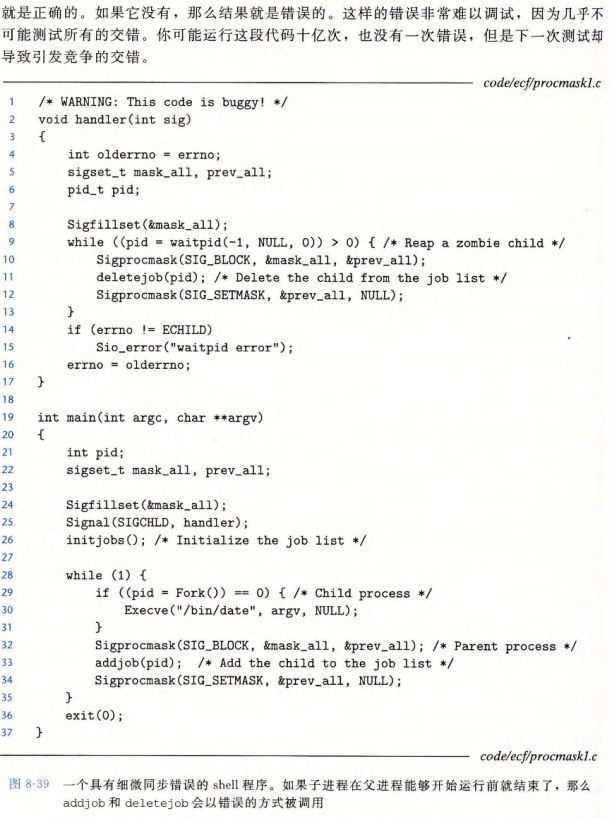 就是正确的。如果它没有，那么结果就是错误的。这样的错误非常难以调试，因为几乎不
可能测试所有的交错。你可能运行这段代码十亿次，也没有一次错误，但是下一次测试却
导致引发竞争的交错。
code/ecf/procmask1.c
1 /* WARNING: This code is buggy! */
2 void handler(int sig)
3 {
4     int olderrno = errno;
5     sigset_t mask_all, prev_all;
6     pid_t pid;
7
8     Sigfillset(&mask_all);
9     while ((pid = waitpid(-1, NULL, 0)) > 0) { /* Reap a zombie child */
10         Sigprocmask(SIG_BLOCK, &mask_all, &prev_all);
11         deletejob(pid); /* Delete the child from the job list */
12         Sigprocmask(SIG_SETMASK, &prev_all, NULL);
13     }
14     if (errno != ECHILD)
15         Sio_error("waitpid error");
16     errno = olderrno;
17 }
18
19 int main(int argc, char **argv)
20 {
21     int pid;
22     sigset_t mask_all, prev_all;
23
24     Sigfillset(&mask_all);
25     Signal(SIGCHLD, handler);
26     initjobs(); /* Initialize the job list */
27
28     while (1) {
29         if ((pid = Fork()) == 0) { /* Child process */
30             Execve("/bin/date", argv, NULL);
31         }
32         Sigprocmask(SIG_BLOCK, &mask_all, &prev_all); /* Parent process */
33         addjob(pid);  /* Add the child to the job list */
34         Sigprocmask(SIG_SETMASK, &prev_all, NULL);
35     }
36     exit(0);
37 }
code/ecf/procmask1.c
图 8-39 一个具有细微同步错误的 shell 程序。如果子进程在父进程能够开始运行前就结束了，那么
addjob 和 deletejob 会以错误的方式被调用